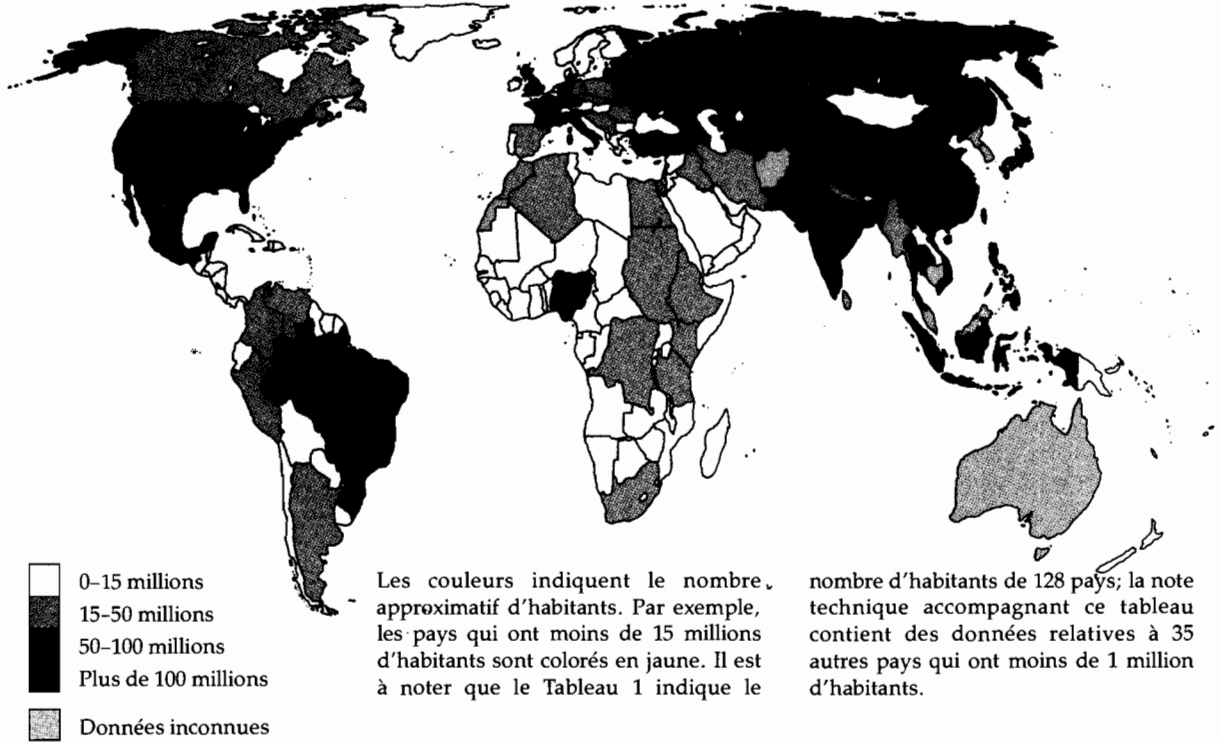 0–15 millions
15–50 millions
50–100 millions
Plus de 100 millions
Données inconnues
Les couleurs indiquent le nombre
approximatif d'habitants. Par exemple,
les pays qui ont moins de 15 millions
d'habitants sont colorés en jaune. Il est
à noter que le Tableau 1 indique le
nombre d'habitants de 128 pays; la note
technique accompagnant ce tableau
contient des données relatives à 35
autres pays qui ont moins de 1 million
d'habitants.